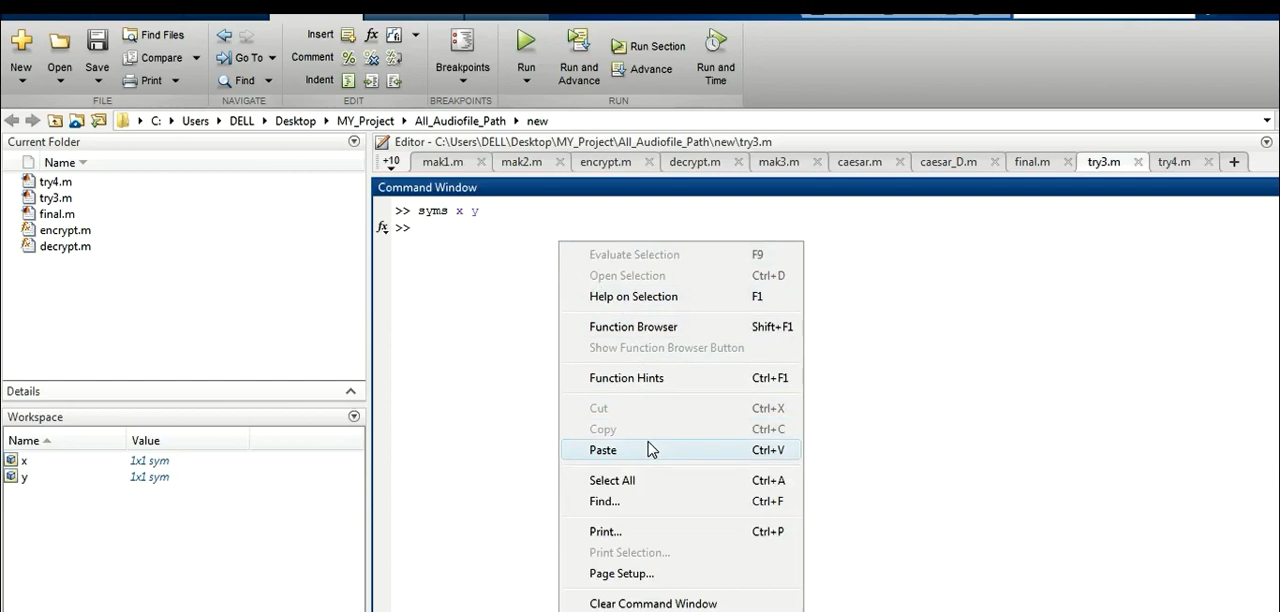 Find Files
Insert
fx
Compare
Go To
Comment
New
Open
Save
Print
Find
Indent
Breakpoints
Run
Run and
Advance
Run Section
Advance
Run and
Time
FILE
NAVIGATE
EDIT
BREAKPOINTS
RUN
C: Users DELL Desktop MY_Project All_Audiofile_Path new
Current Folder
Name
try4.m
try3.m
final.m
encrypt.m
decrypt.m
Details
Workspace
Name Value
x 1x1 sym
y 1x1 sym
Editor - C:\Users\DELL\Desktop\MY_Project\All_Audiofile_Path\new\try3.m
+10 mak1.m mak2.m encrypt.m decrypt.m mak3.m caesar.m caesar_D.m final.m try3.m try4.m
Command Window
>> syms x y
fx >>
Evaluate Selection F9
Open Selection Ctrl+D
Help on Selection F1
Function Browser Shift+F1
Show Function Browser Button
Function Hints Ctrl+F1
Cut Ctrl+X
Copy Ctrl+C
Paste Ctrl+V
Select All Ctrl+A
Find... Ctrl+F
Print... Ctrl+P
Print Selection...
Page Setup...
Clear Command Window